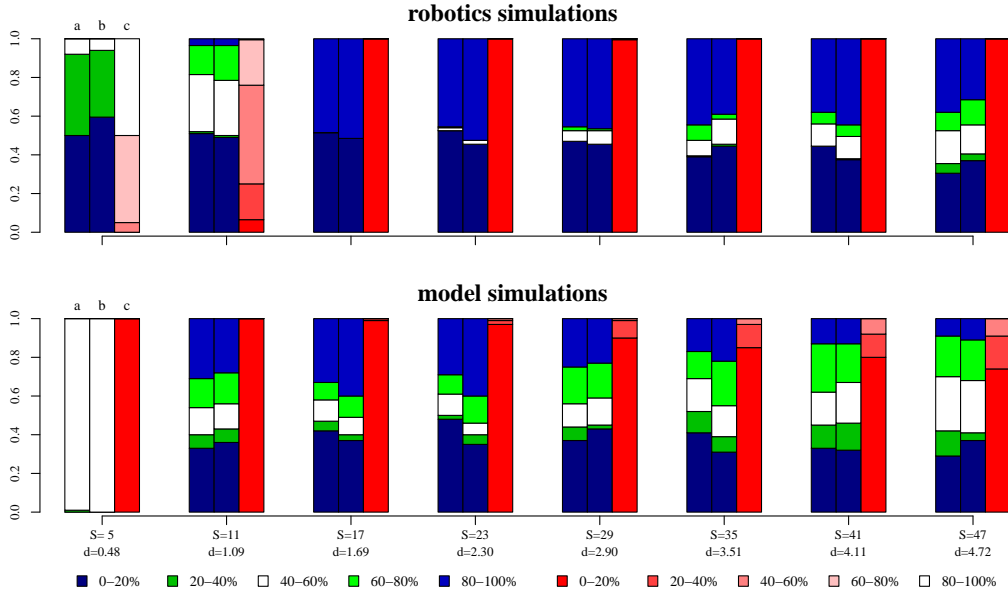 robotics simulations
a b c
1.0
0.8
0.6
0.4
0.2
0.0
model simulations
a b c
1.0
0.8
0.6
0.4
0.2
0.0
S= 5 S=11 S=17 S=23 S=29 S=35 S=41 S=47
d=0.48 d=1.09 d=1.69 d=2.30 d=2.90 d=3.51 d=4.11 d=4.72
0−20% 20−40% 40−60% 60−80% 80−100% 0−20% 20−40% 40−60% 60−80% 80−100%